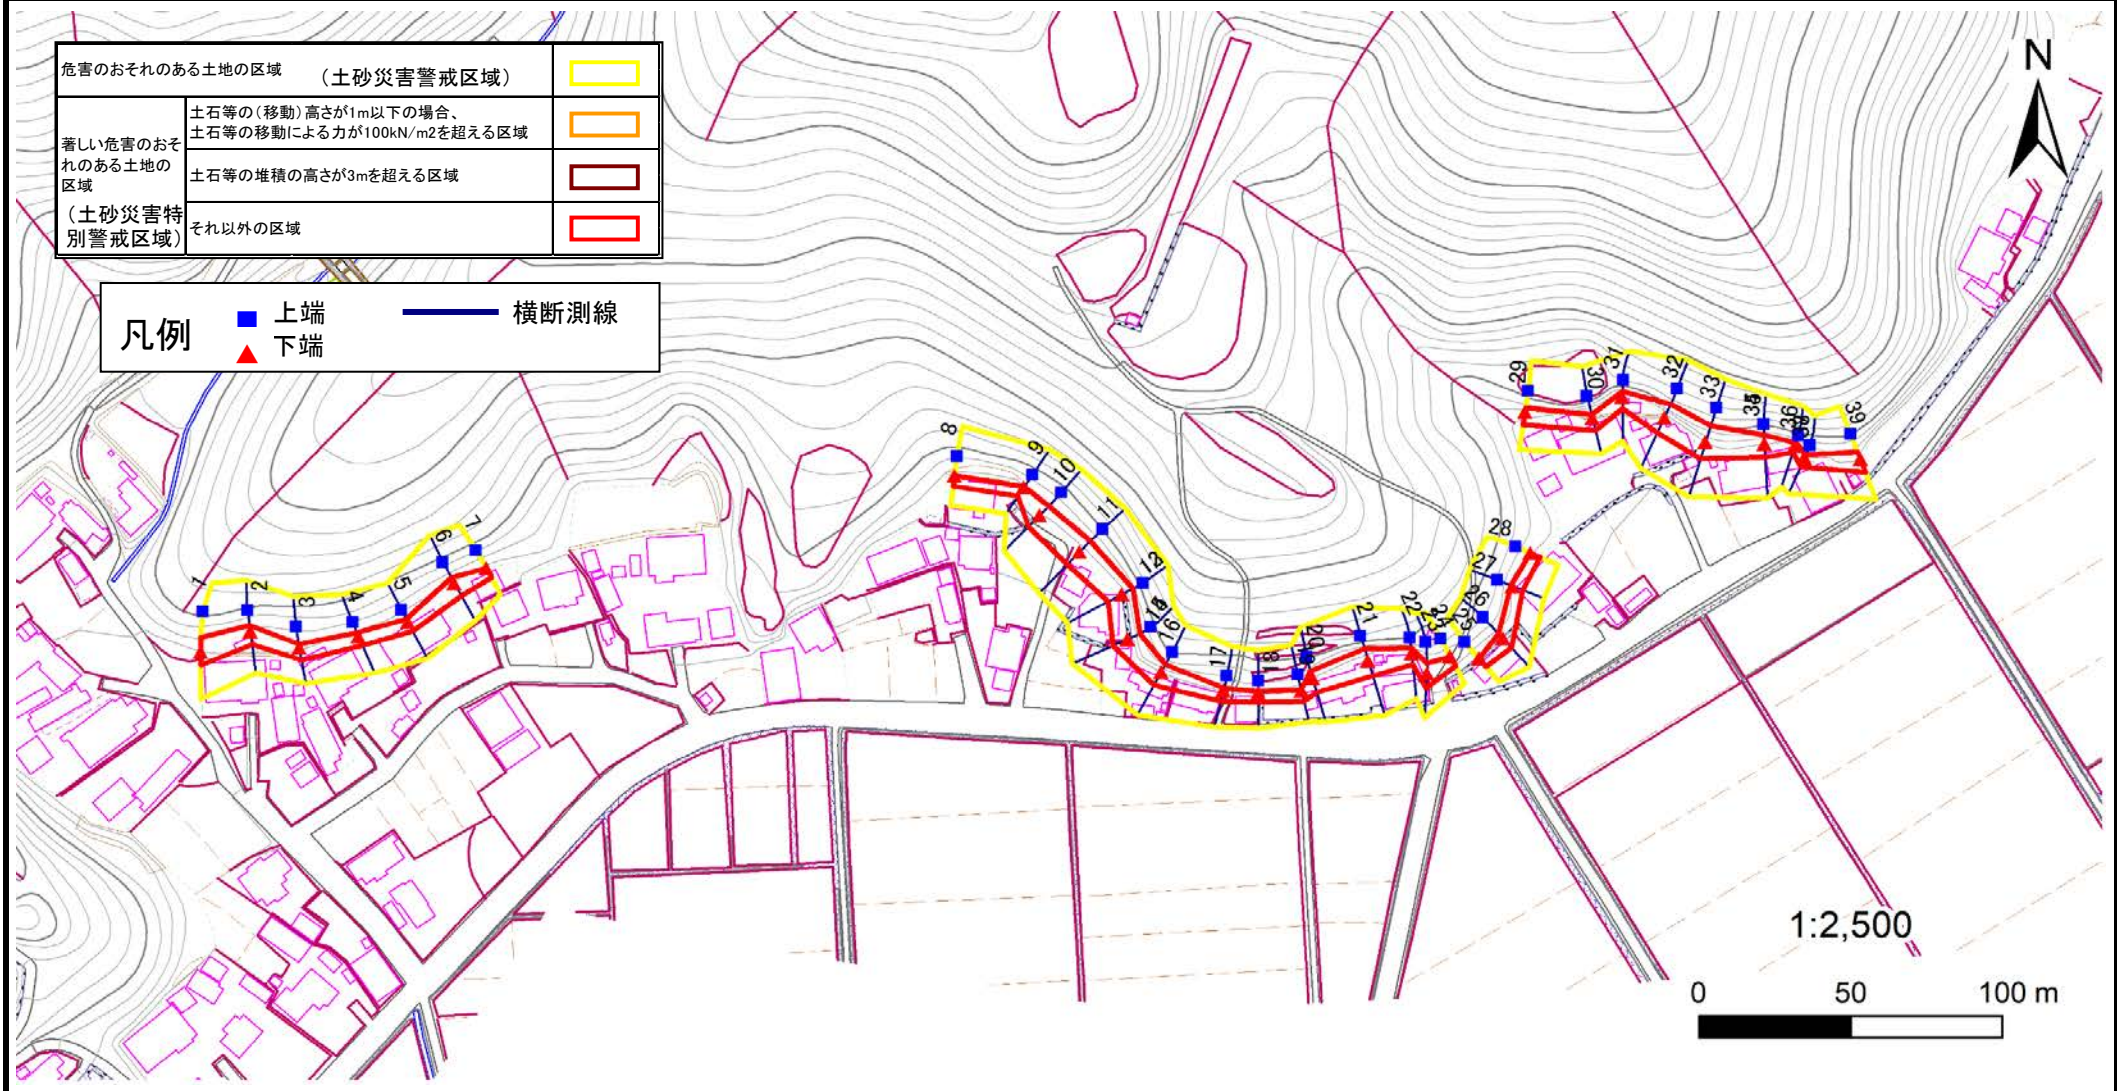 危害のおそれのある土地の区域 (土砂災害警戒区域)
著しい危害のおそ
れのある土地の
区域
(土砂災害特
別警戒区域)
土石等の(移動)高さが1m以下の場合、
土石等の移動による力が100kN/m2を超える区域
土石等の堆積の高さが3mを超える区域
それ以外の区域
凡例
上端
下端
横断測線
N
1
2
3
4
5
6
7
8
9
10
11
12
16
17
18
20
21
22
25
26
27
28
29
30
31
32
33
36
39
1:2,500
0 50 100 m